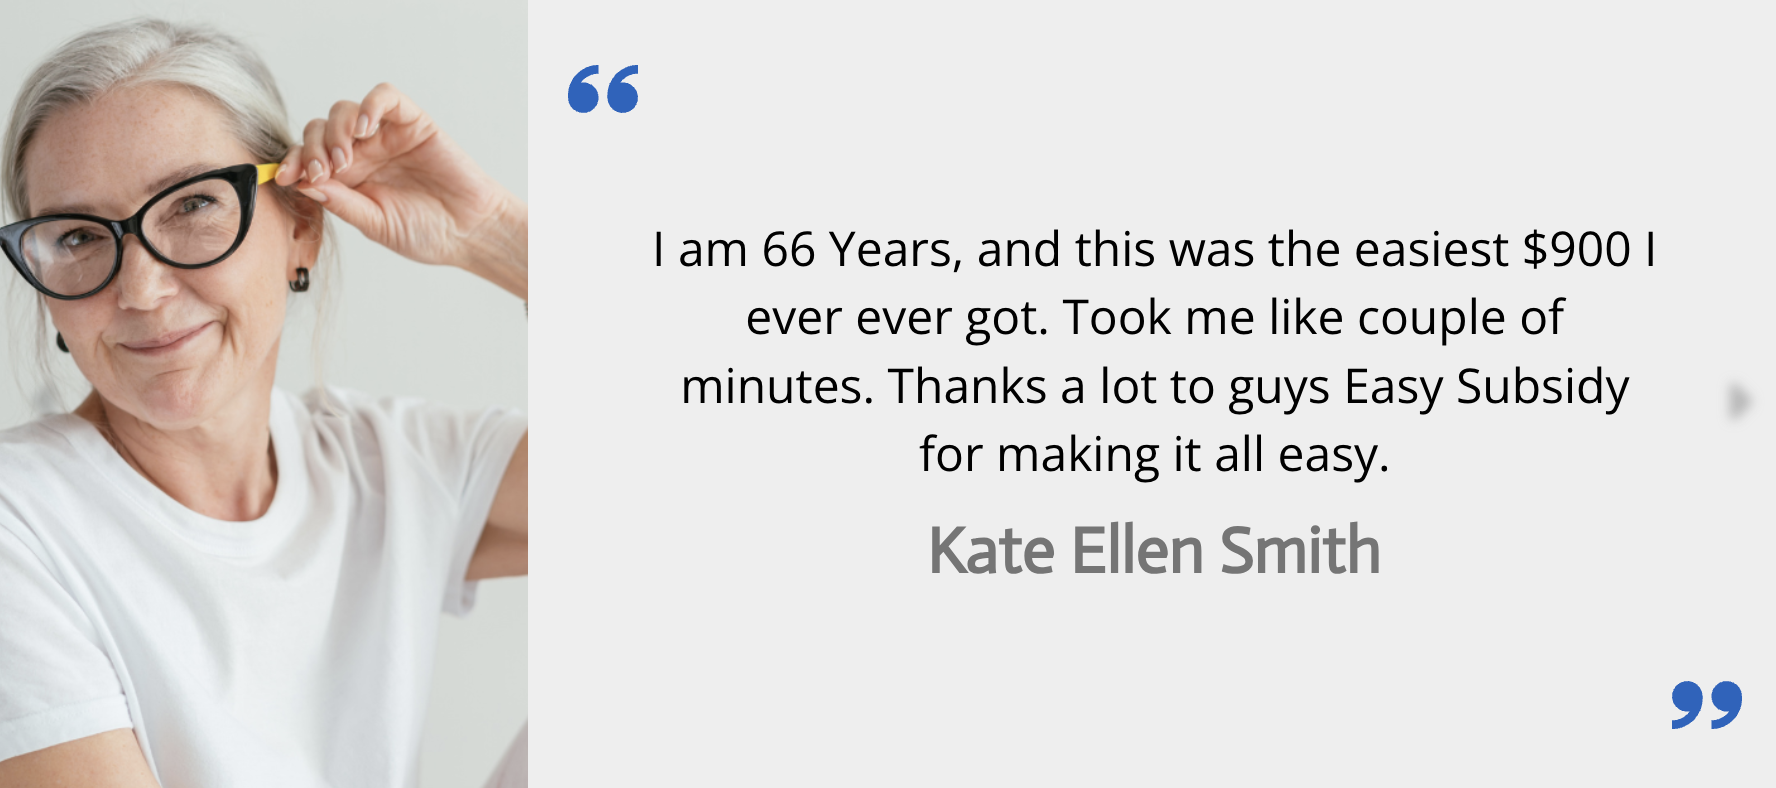 “
I am 66 Years, and this was the easiest $900 I
ever ever got. Took me like couple of
minutes. Thanks a lot to guys Easy Subsidy
for making it all easy.
Kate Ellen Smith
”